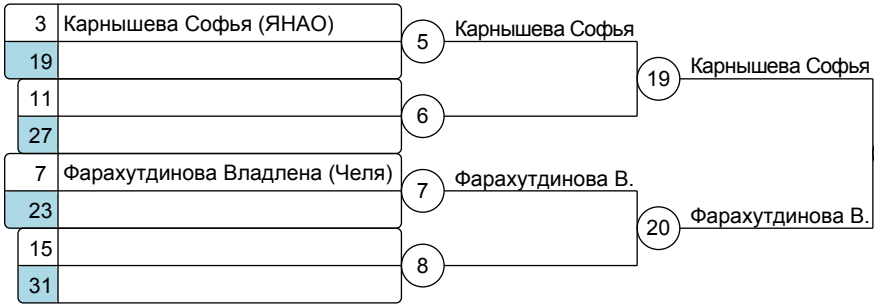 3 Карнышева Софья (ЯНАО)
19
5 Карнышева Софья
19 Карнышева Софья
11
27
6
7 Фарахутдинова Владлена (Челя)
23
7 Фарахутдинова В.
20 Фарахутдинова В.
15
31
8